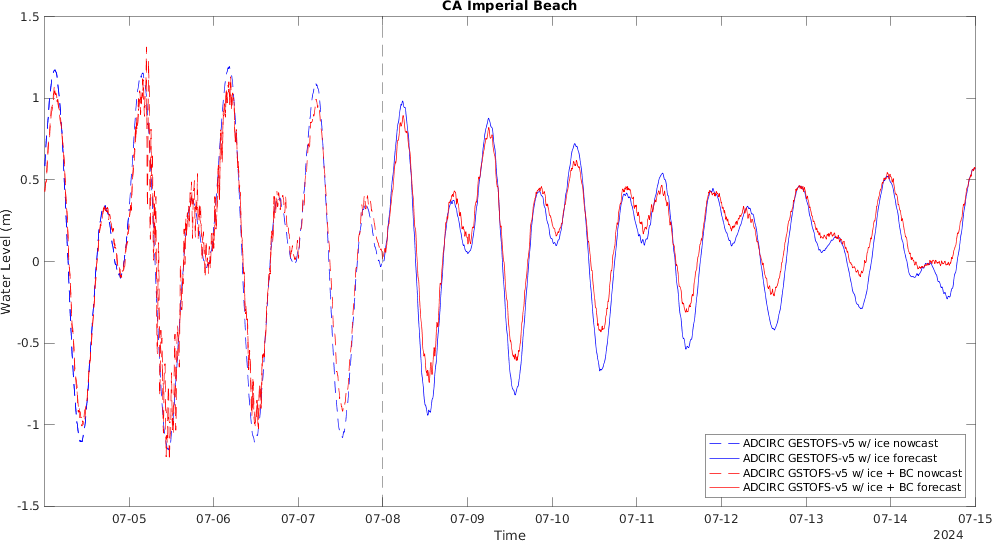 CA Imperial Beach
1.5
1
0.5
0
-0.5
-1
-1.5
Water Level (m)
07-05 07-06 07-07 07-08 07-09 07-10 07-11 07-12 07-13 07-14 07-15
Time
2024
ADCIRC GESTOFS-v5 w/ ice nowcast
ADCIRC GESTOFS-v5 w/ ice forecast
ADCIRC GSTOFS-v5 w/ ice + BC nowcast
ADCIRC GSTOFS-v5 w/ ice + BC forecast